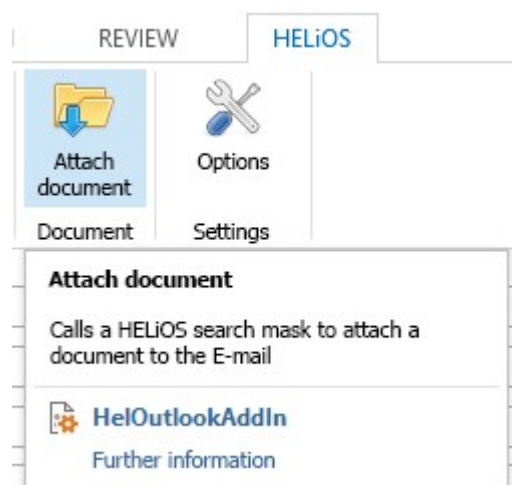 REVIEW HELiOS
Attach
document
Options
Document Settings
Attach document
Calls a HELiOS search mask to attach a
document to the E-mail
HelOutlookAddIn
Further information